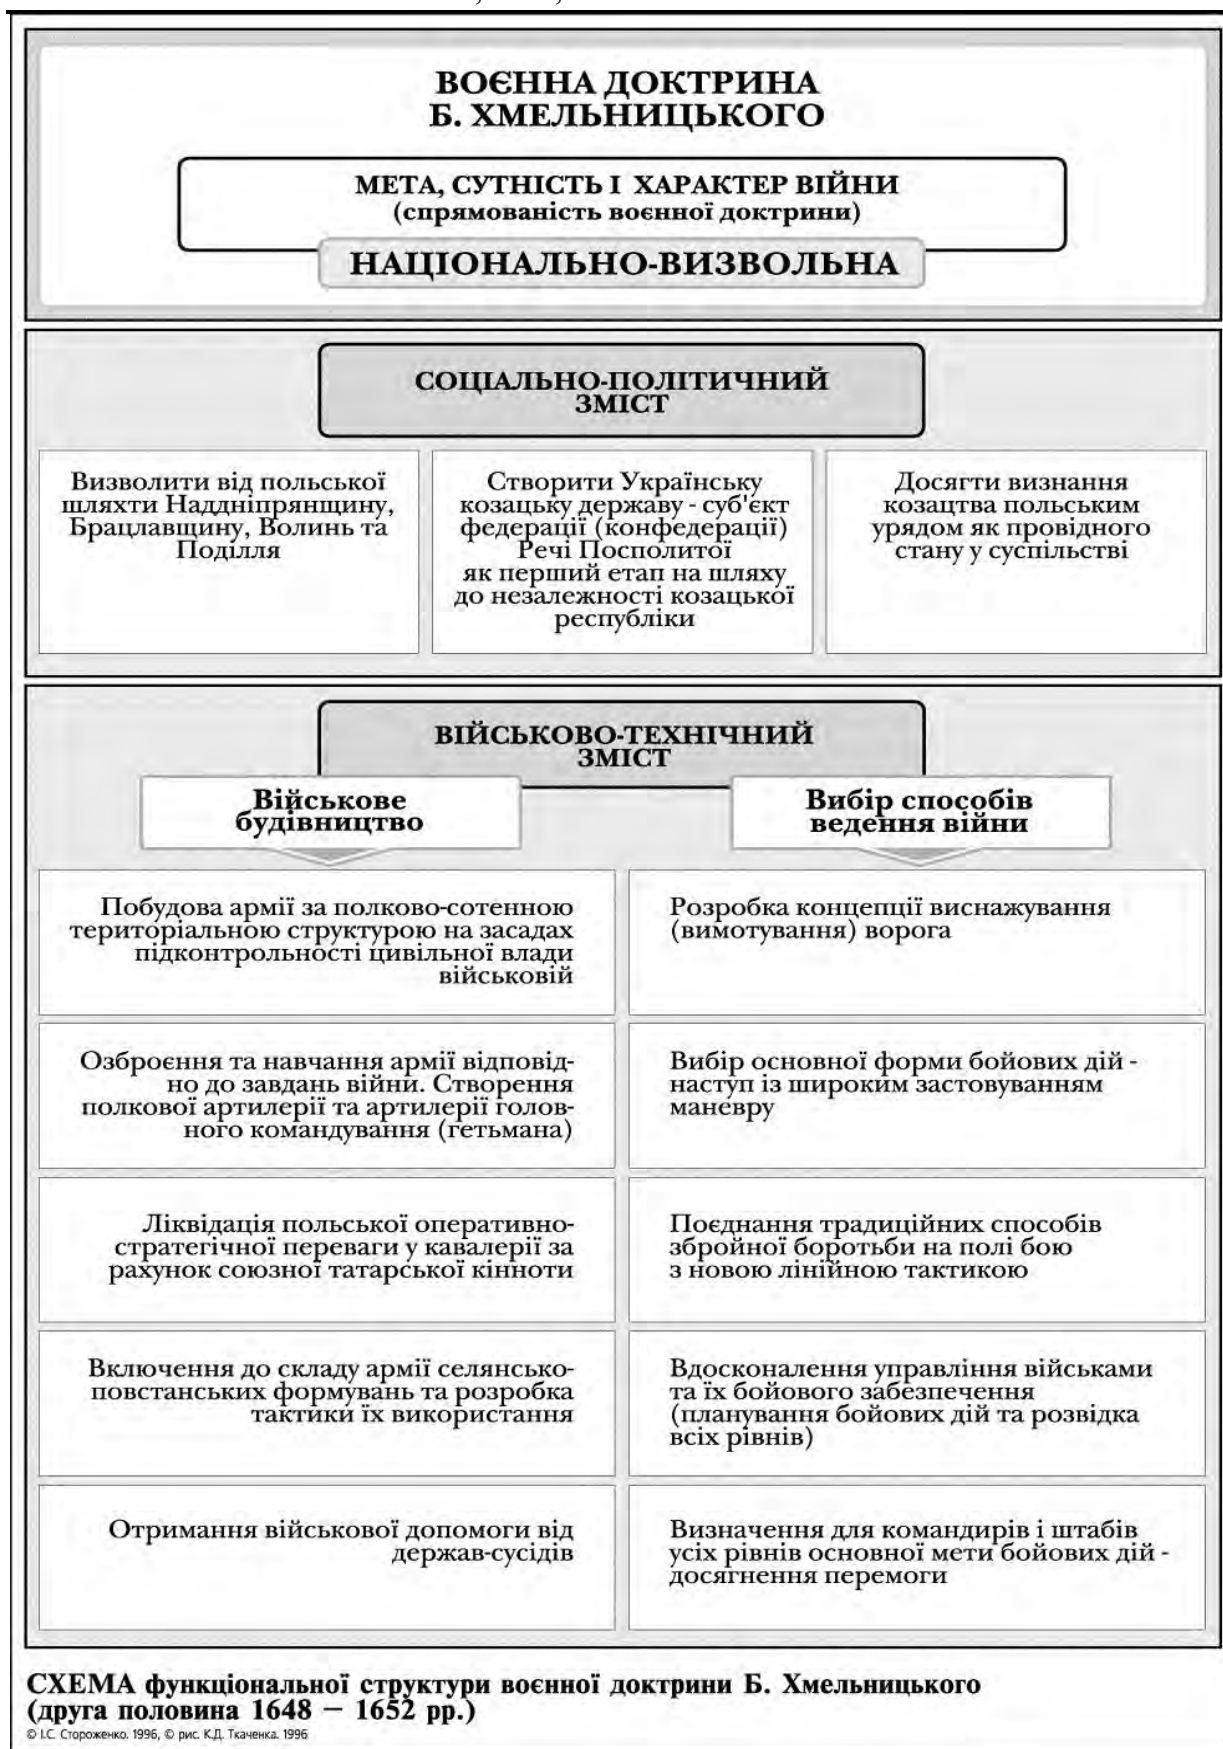 ВОЄННА ДОКТРИНА
Б. ХМЕЛЬНИЦЬКОГО
МЕТА, СУТНІСТЬ І ХАРАКТЕР ВІЙНИ
(спрямованість воєнної доктрини)
НАЦІОНАЛЬНО-ВИЗВОЛЬНА
СОЦІАЛЬНО-ПОЛІТИЧНИЙ
ЗМІСТ
Визволити від польської
шляхти Наддніпрянщину,
Брацлавщину, Волинь та
Поділля
Створити Українську
козацьку державу - суб'єкт
федерації (конфедерації)
Речі Посполитої
як перший етап на шляху
до незалежності козацької
республіки
Досягти визнання
козацтва польським
урядом як провідного
стану у суспільстві
ВІЙСЬКОВО-ТЕХНІЧНИЙ
ЗМІСТ
Військове
будівництво
Побудова армії за полково-сотенною
територіальною структурою на засадах
підконтрольності цивільної влади
військовій
Озброєння та навчання армії відповід-
но до завдань війни. Створення
полкової артилерії та артилерії голов-
ного командування (гетьмана)
Ліквідація польської оперативно-
стратегічної переваги у кавалерії за
рахунок союзної татарської кінноти
Включення до складу армії селянсько-
повстанських формувань та розробка
тактики їх використання
Отримання військової допомоги від
держав-сусідів
Вибір способів
ведення війни
Розробка концепції виснажування
(вимотування) ворога
Вибір основної форми бойових дій -
наступ із широким застовуванням
маневру
Поєднання традиційних способів
збройної боротьби на полі бою
з новою лінійною тактикою
Вдосконалення управління військами
та їх бойового забезпечення
(планування бойових дій та розвідка
всіх рівнів)
Визначення для командирів і штабів
усіх рівнів основної мети бойових дій -
досягнення перемоги
СХЕМА функціональної структури воєнної доктрини Б. Хмельницького
(друга половина 1648 – 1652 рр.)
© І.С. Стороженко. 1996, © рис. К.Д. Ткаченка. 1996